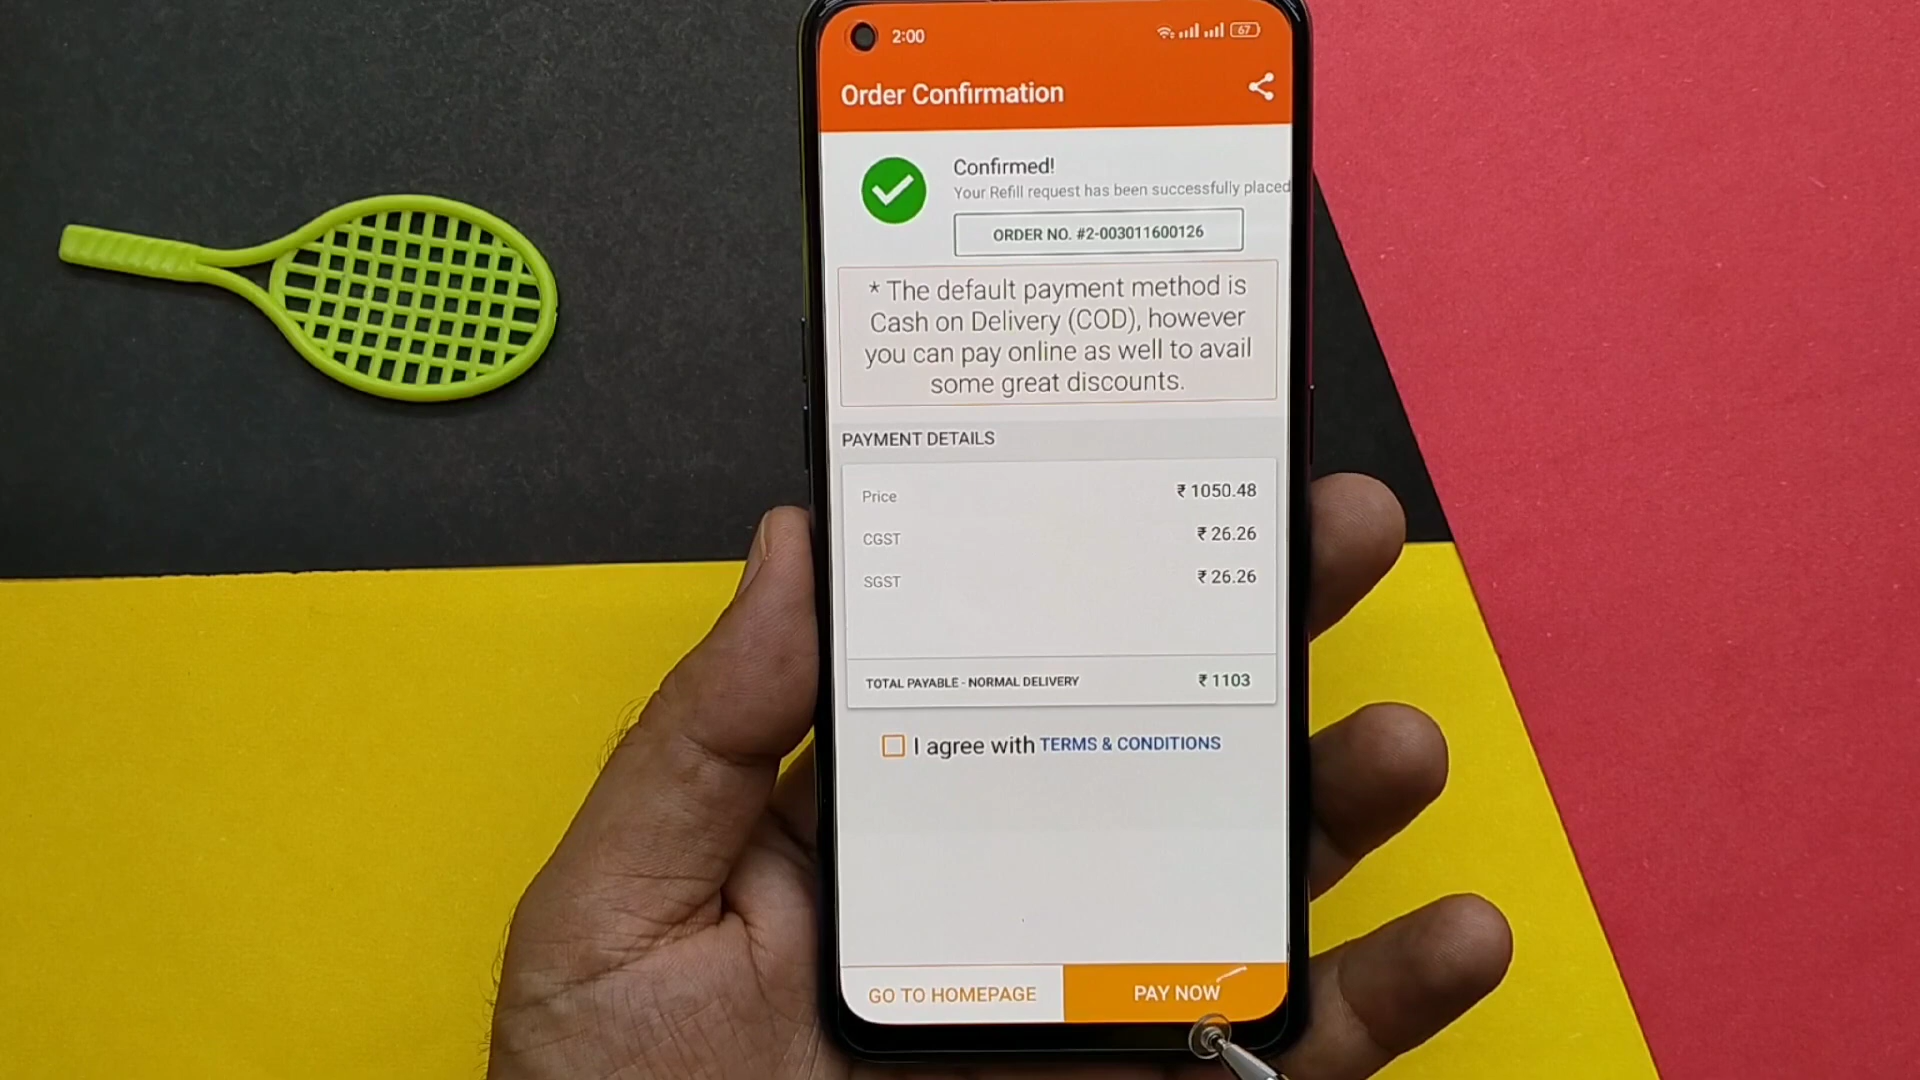 2:00
67
Order Confirmation
Confirmed!
Your Refill request has been successfully placed
ORDER NO. #2-003011600126
* The default payment method is
Cash on Delivery (COD), however
you can pay online as well to avail
some great discounts.
PAYMENT DETAILS
Price ₹ 1050.48
CGST ₹ 26.26
SGST ₹ 26.26
TOTAL PAYABLE - NORMAL DELIVERY ₹ 1103
I agree with TERMS & CONDITIONS
GO TO HOMEPAGE PAY NOW